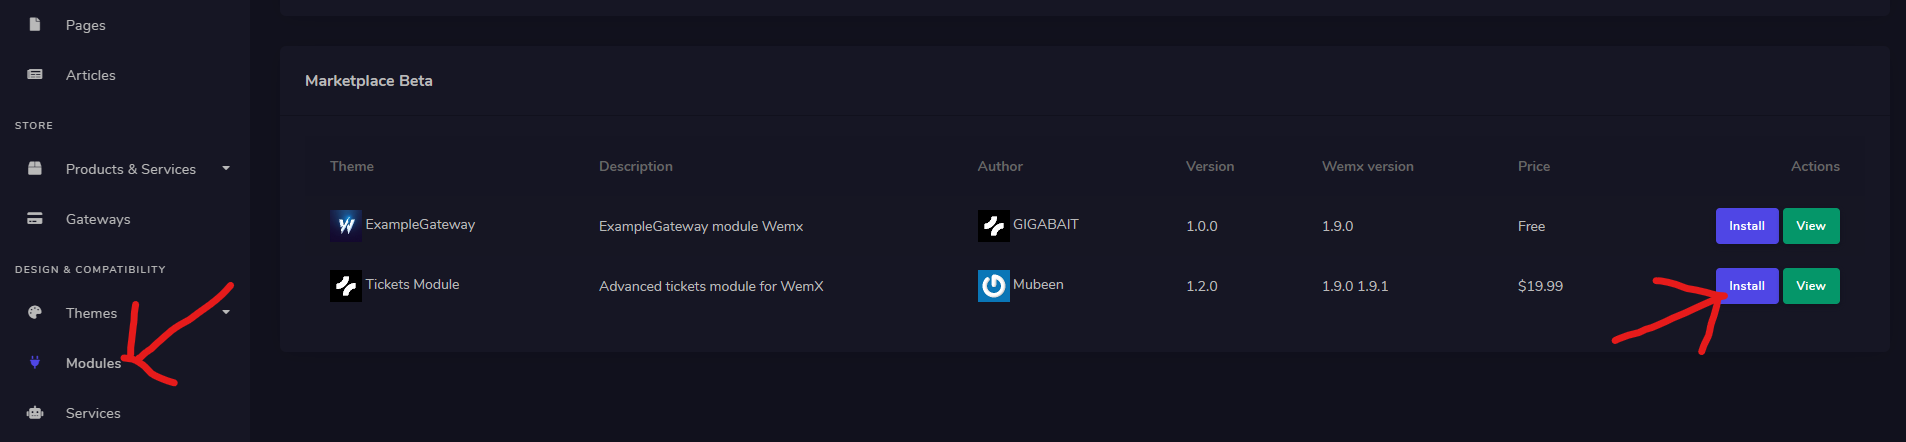 Pages
Articles
STORE
Products & Services
Gateways
DESIGN & COMPATIBILITY
Themes
Modules
Services
Marketplace Beta
Theme Description Author Version Wemx version Price Actions
ExampleGateway ExampleGateway module Wemx GIGABAIT 1.0.0 1.9.0 Free Install View
Tickets Module Advanced tickets module for WemX Mubeen 1.2.0 1.9.0 1.9.1 $19.99 Install View